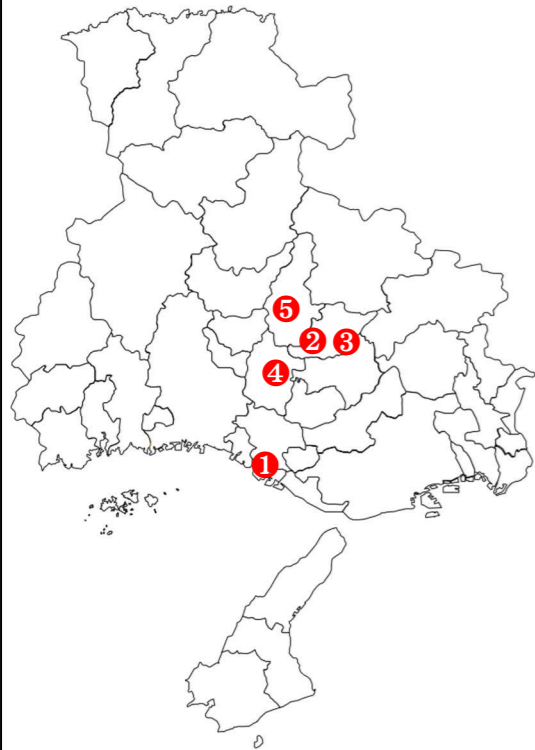 ❺
❷ ❸
❹
❶